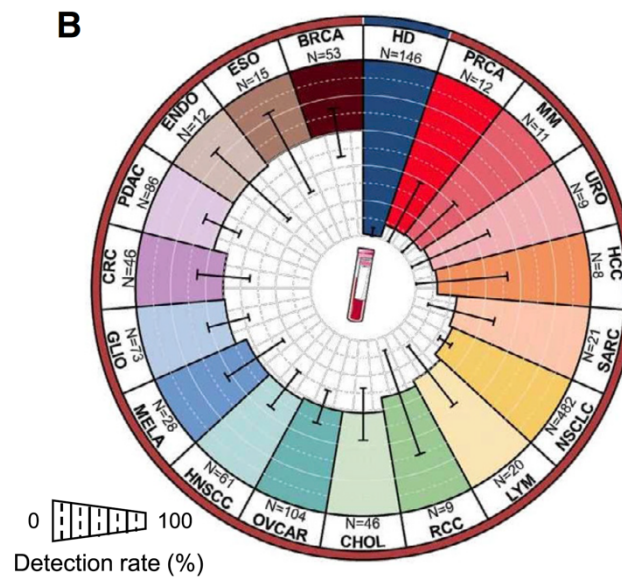 B
HD
N=146
PRCA
N=12
MM
N=11
URO
N=9
HCC
N=8
SARC
N=21
NSCLC
N=482
LYM
N=20
RCC
N=9
CHOL
N=46
OVCAR
N=104
HNSCC
N=61
MELA
N=28
GLIO
N=73
CRC
N=46
PDAC
N=86
ENDO
N=12
ESO
N=15
BRCA
N=53
0 100
Detection rate (%)